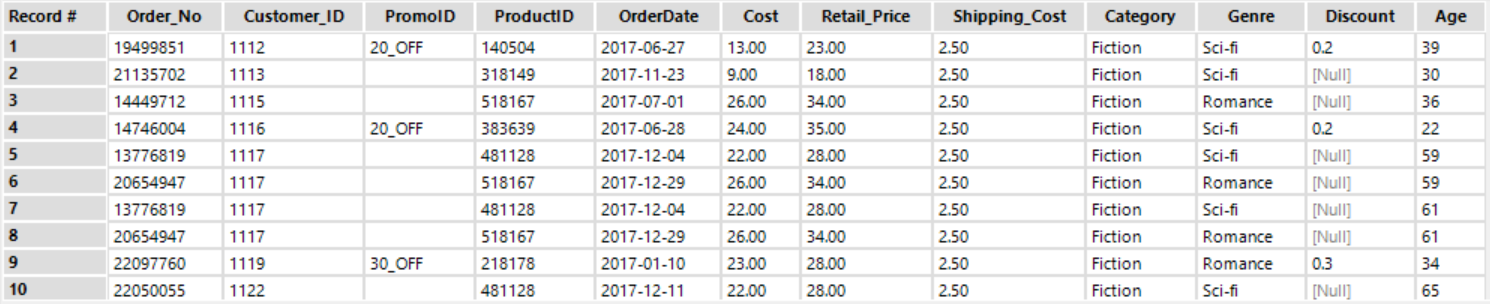 Record # Order_No Customer_ID PromoID ProductID OrderDate Cost Retail_Price Shipping_Cost Category Genre Discount Age
1 19499851 1112 20_OFF 140504 2017-06-27 13.00 23.00 2.50 Fiction Sci-fi 0.2 39
2 21135702 1113 318149 2017-11-23 9.00 18.00 2.50 Fiction Sci-fi [Null] 30
3 14449712 1115 518167 2017-07-01 26.00 34.00 2.50 Fiction Romance [Null] 36
4 14746004 1116 20_OFF 383639 2017-06-28 24.00 35.00 2.50 Fiction Sci-fi 0.2 22
5 13776819 1117 481128 2017-12-04 22.00 28.00 2.50 Fiction Sci-fi [Null] 59
6 20654947 1117 518167 2017-12-29 26.00 34.00 2.50 Fiction Romance [Null] 59
7 13776819 1117 481128 2017-12-04 22.00 28.00 2.50 Fiction Sci-fi [Null] 61
8 20654947 1117 518167 2017-12-29 26.00 34.00 2.50 Fiction Romance [Null] 61
9 22097760 1119 30_OFF 218178 2017-01-10 23.00 28.00 2.50 Fiction Romance 0.3 34
10 22050055 1122 481128 2017-12-11 22.00 28.00 2.50 Fiction Sci-fi [Null] 65